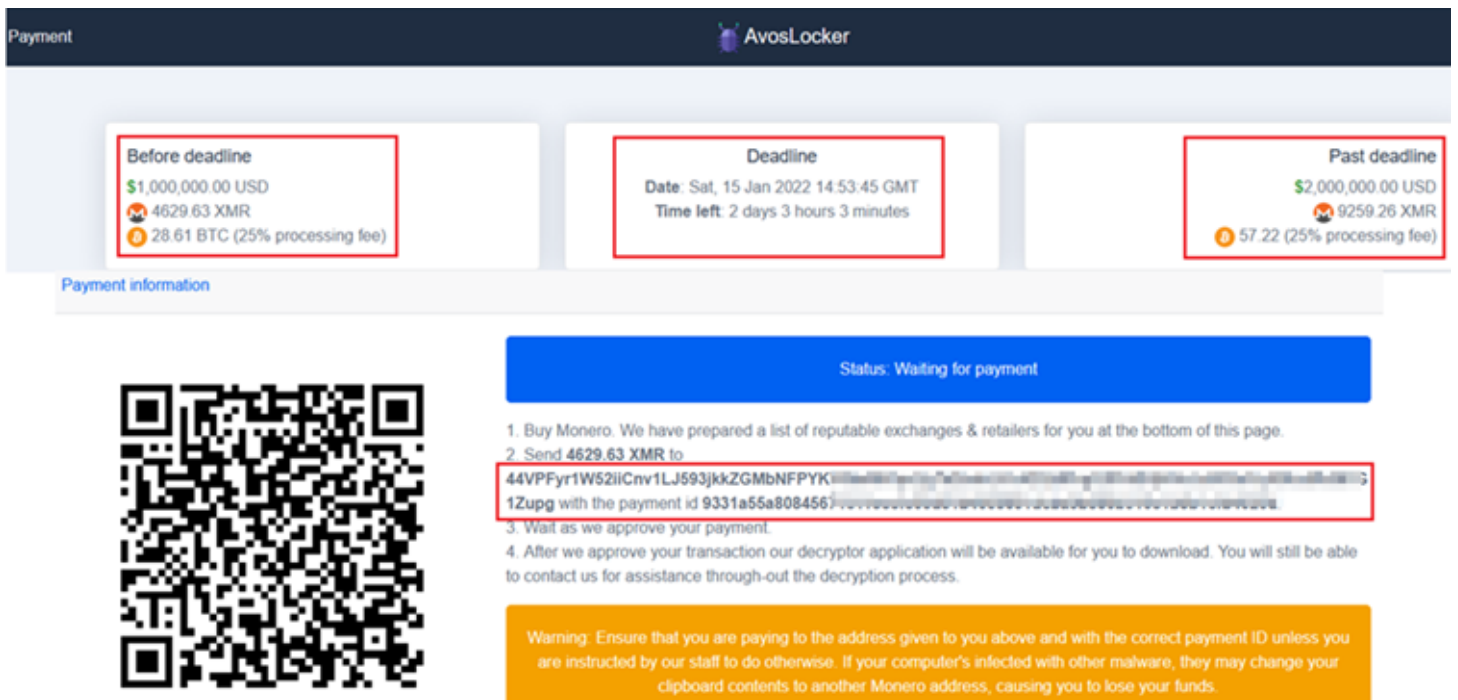 Payment
AvosLocker
Before deadline
$1,000,000.00 USD
4629.63 XMR
28.61 BTC (25% processing fee)
Deadline
Date: Sat, 15 Jan 2022 14:53:45 GMT
Time left: 2 days 3 hours 3 minutes
Past deadline
$2,000,000.00 USD
9259.26 XMR
57.22 (25% processing fee)
Payment information
Status: Waiting for payment
1. Buy Monero. We have prepared a list of reputable exchanges & retailers for you at the bottom of this page.
2. Send 4629.63 XMR to
44VPFyr1W52iiCnv1LJ593jkkZGMbNFPYK
1Zupg with the payment id 9331a55a8084567
3. Wait as we approve your payment.
4. After we approve your transaction our decryptor application will be available for you to download. You will still be able
to contact us for assistance through-out the decryption process.
Warning: Ensure that you are paying to the address given to you above and with the correct payment ID unless you
are instructed by our staff to do otherwise. If your computer's infected with other malware, they may change your
clipboard contents to another Monero address, causing you to lose your funds.